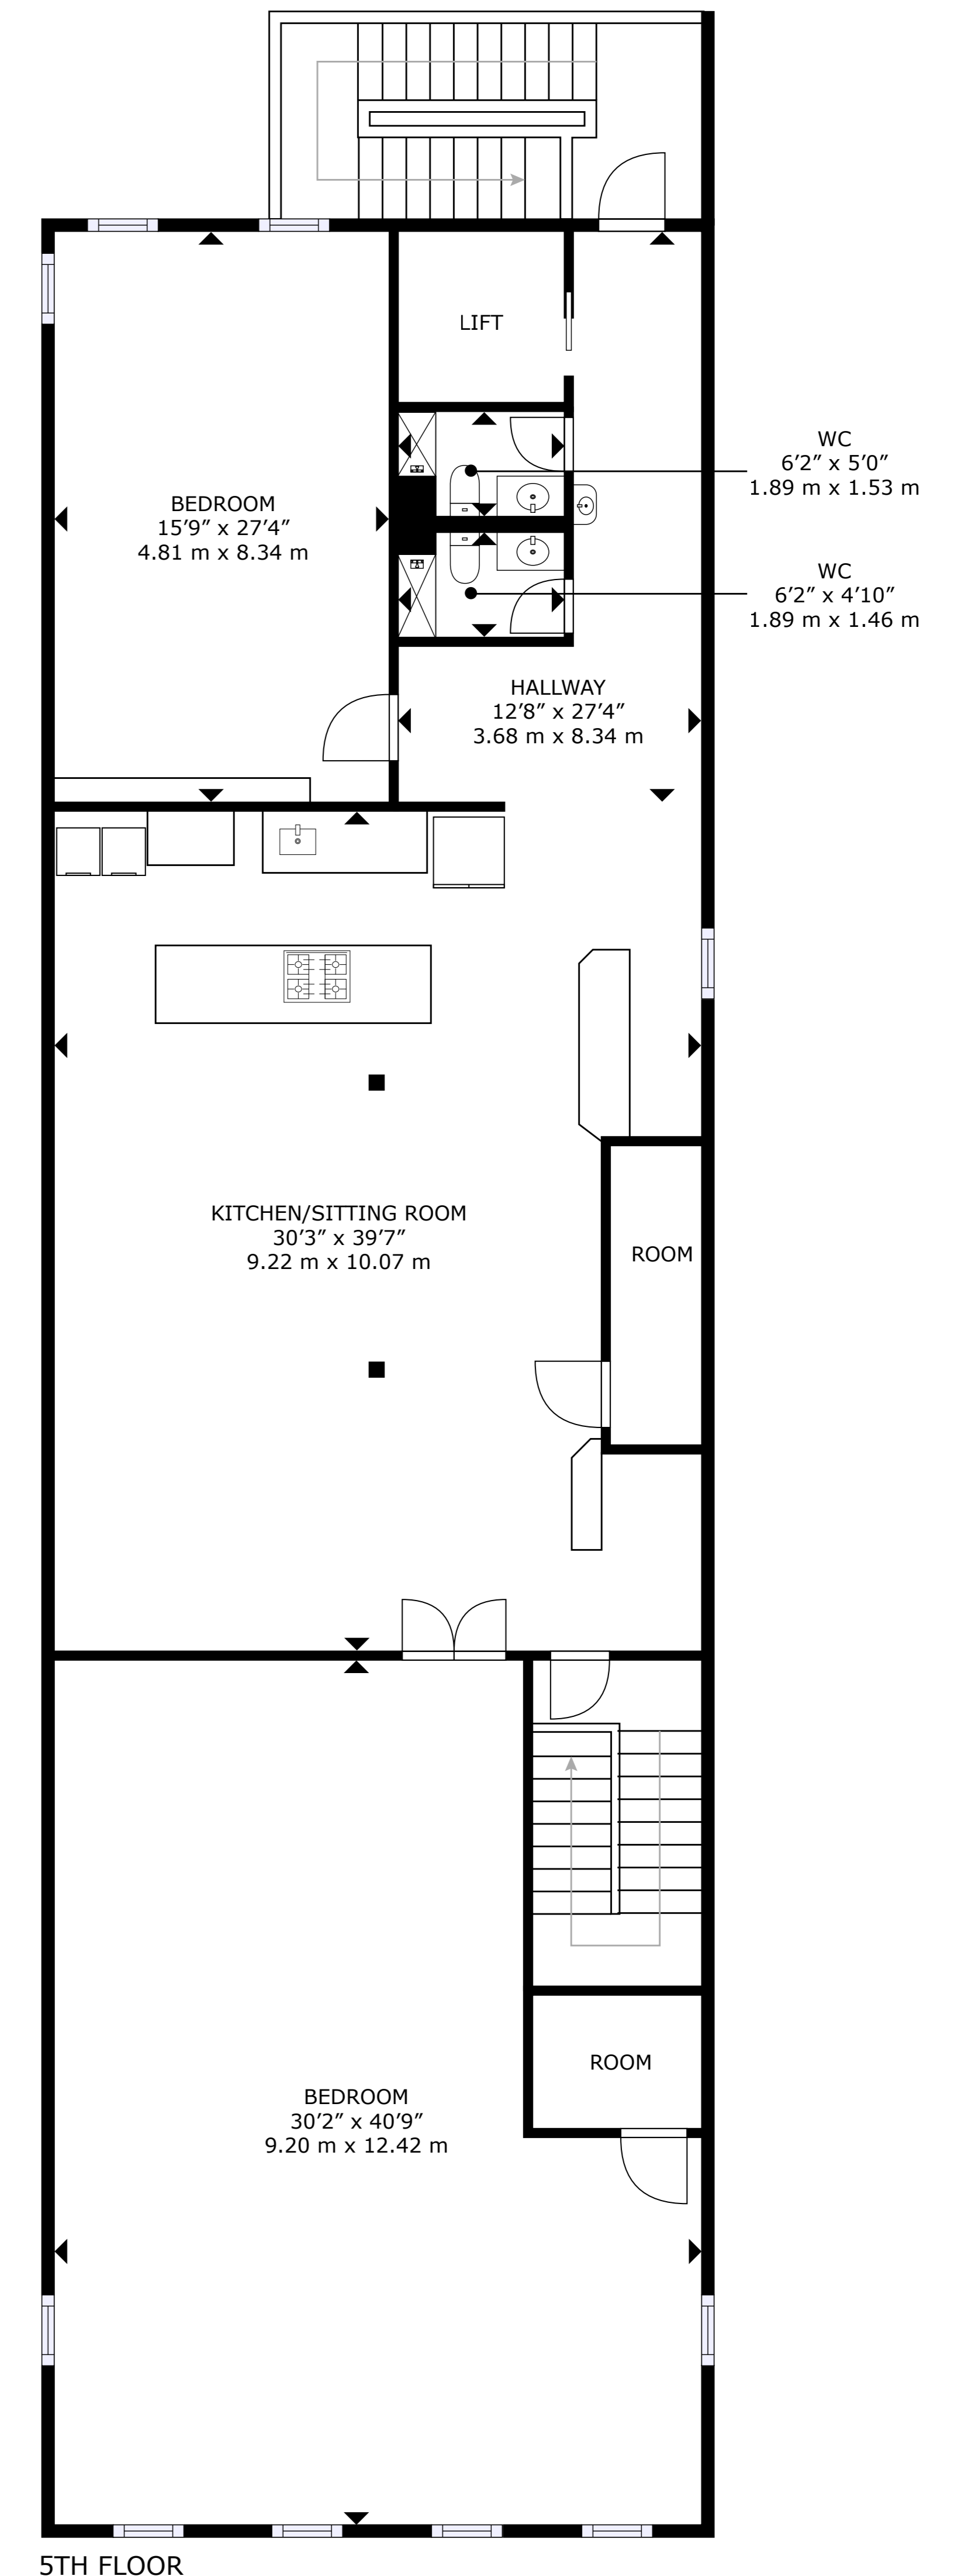 LIFT
WC
6'2" x 5'0"
1.89 m x 1.53 m
BEDROOM
15'9" x 27'4"
4.81 m x 8.34 m
WC
6'2" x 4'10"
1.89 m x 1.46 m
HALLWAY
12'8" x 27'4"
3.68 m x 8.34 m
KITCHEN/SITTING ROOM
30'3" x 39'7"
9.22 m x 10.07 m
ROOM
ROOM
BEDROOM
30'2" x 40'9"
9.20 m x 12.42 m
5TH FLOOR